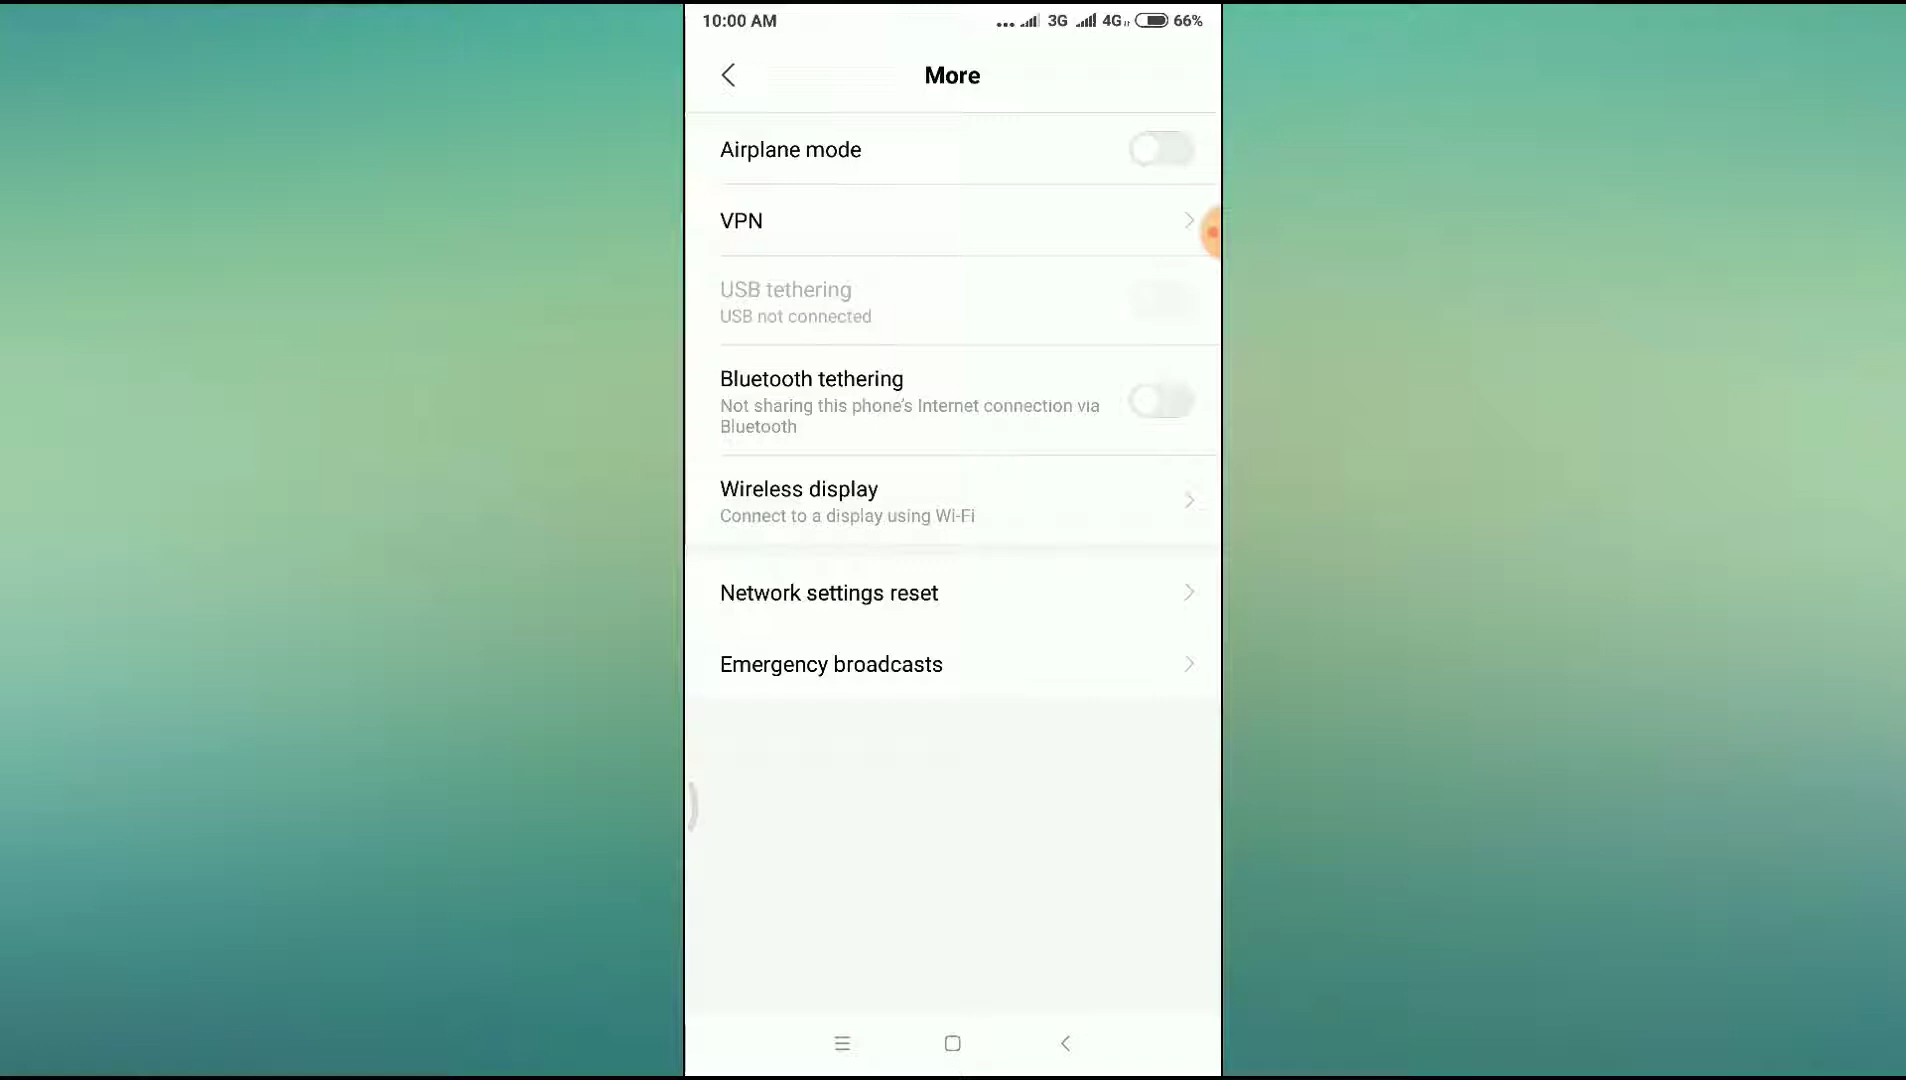 10:00 AM ... 3G 4G 66%
More
Airplane mode
VPN
USB tethering
USB not connected
Bluetooth tethering
Not sharing this phone's Internet connection via
Bluetooth
Wireless display
Connect to a display using Wi-Fi
Network settings reset
Emergency broadcasts